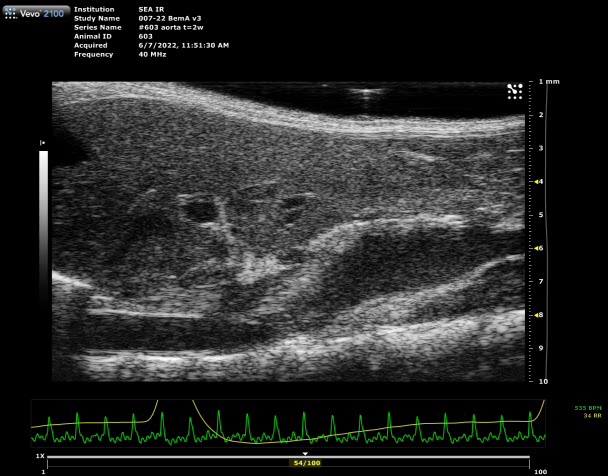 Vevo 2100
Institution SEA IR
Study Name 007-22 BemA v3
Series Name #603 aorta t=2w
Animal ID 603
Acquired 6/7/2022, 11:51:30 AM
Frequency 40 MHz
1 mm
2
3
4
5
6
7
8
9
10
535 BPM
34 RR
1X
54/100
1
100